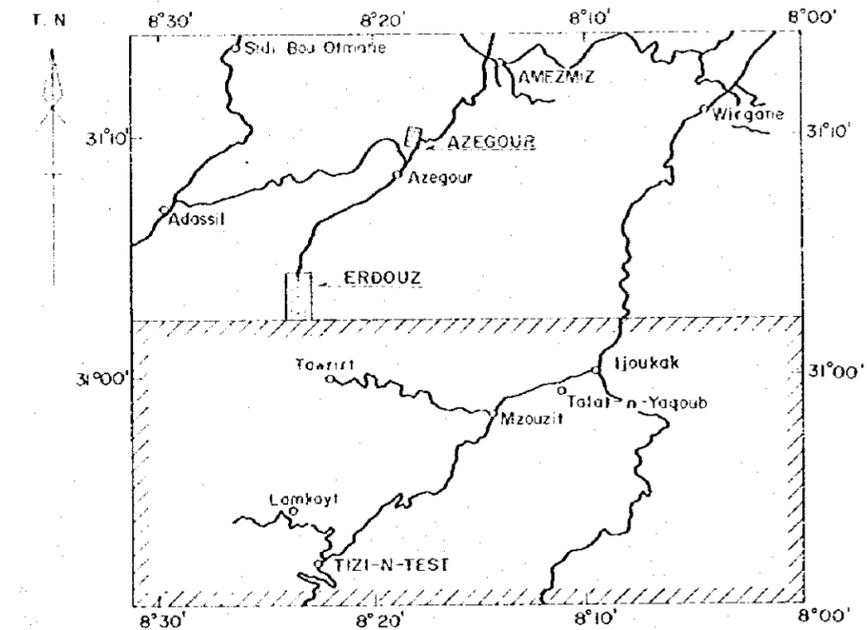 T. N
8°30' 8°20' 8°10' 8°00'
Sidi Bou Otmane
AMEZMIZ
Wirgane
31°10' 31°10'
AZEGOUR
Azegour
Adassil
ERDOUZ
Tawrirt
Ijoukak
31°00' 31°00'
Talat-n-Yaqoub
Mzouzit
Lamkayt
TIZI-N-TEST
8°30' 8°20' 8°10' 8°00'